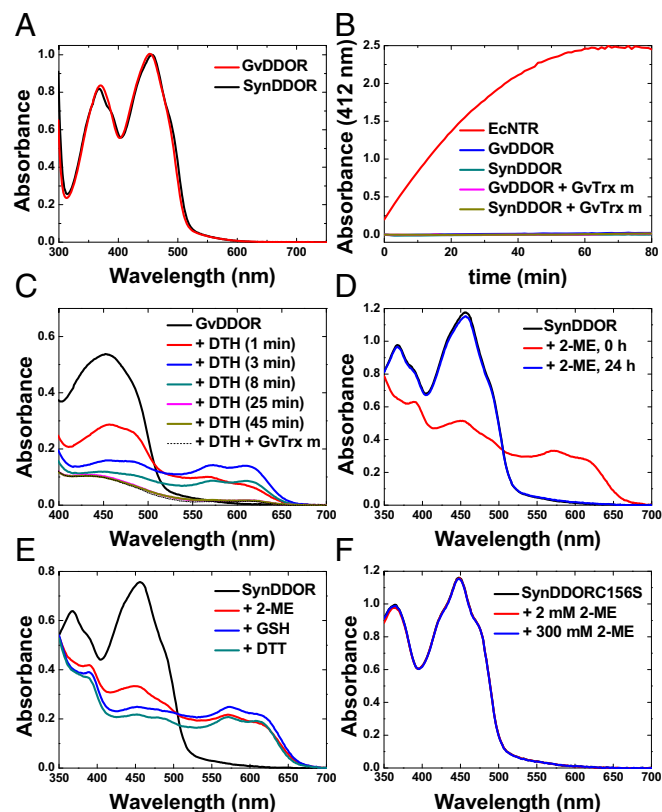 A
B
Absorbance
1.0
0.8
0.6
0.4
0.2
0.0
300 400 500 600 700
Wavelength (nm)
GvDDOR
SynDDOR
Absorbance (412 nm)
2.5
2.0
1.5
1.0
0.5
0.0
0 20 40 60 80
time (min)
EcNTR
GvDDOR
SynDDOR
GvDDOR + GvTrx m
SynDDOR + GvTrx m
C
D
Absorbance
0.6
0.4
0.2
0.0
400 450 500 550 600 650 700
Wavelength (nm)
GvDDOR
+ DTH (1 min)
+ DTH (3 min)
+ DTH (8 min)
+ DTH (25 min)
+ DTH (45 min)
+ DTH + GvTrx m
Absorbance
1.2
1.0
0.8
0.6
0.4
0.2
0.0
350 400 450 500 550 600 650 700
Wavelength (nm)
SynDDOR
+ 2-ME, 0 h
+ 2-ME, 24 h
E
F
Absorbance
0.8
0.6
0.4
0.2
0.0
350 400 450 500 550 600 650 700
Wavelength (nm)
SynDDOR
+ 2-ME
+ GSH
+ DTT
Absorbance
1.2
1.0
0.8
0.6
0.4
0.2
0.0
350 400 450 500 550 600 650 700
Wavelength (nm)
SynDDORC156S
+ 2 mM 2-ME
+ 300 mM 2-ME